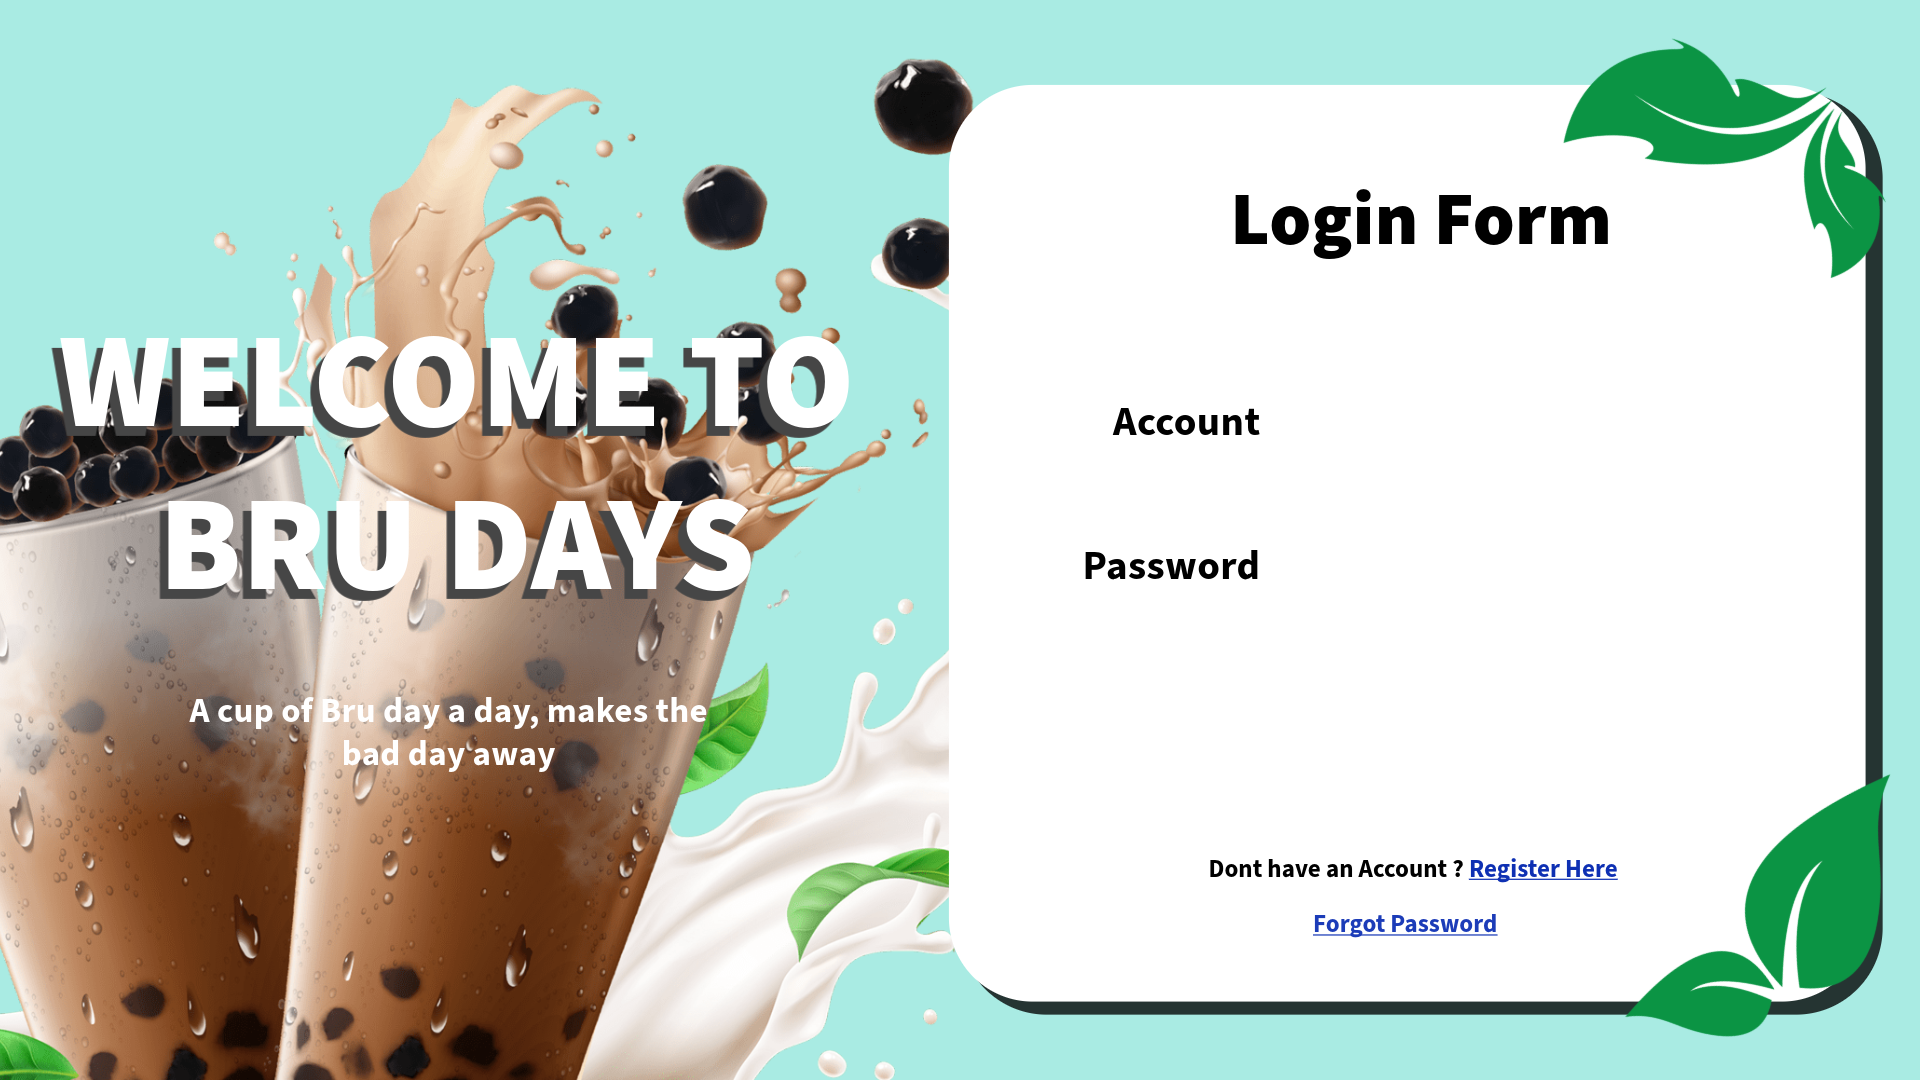 WELCOME TO
BRU DAYS
A cup of Bru day a day, makes the
bad day away
Login Form
Account
Password
Dont have an Account ? Register Here
Forgot Password